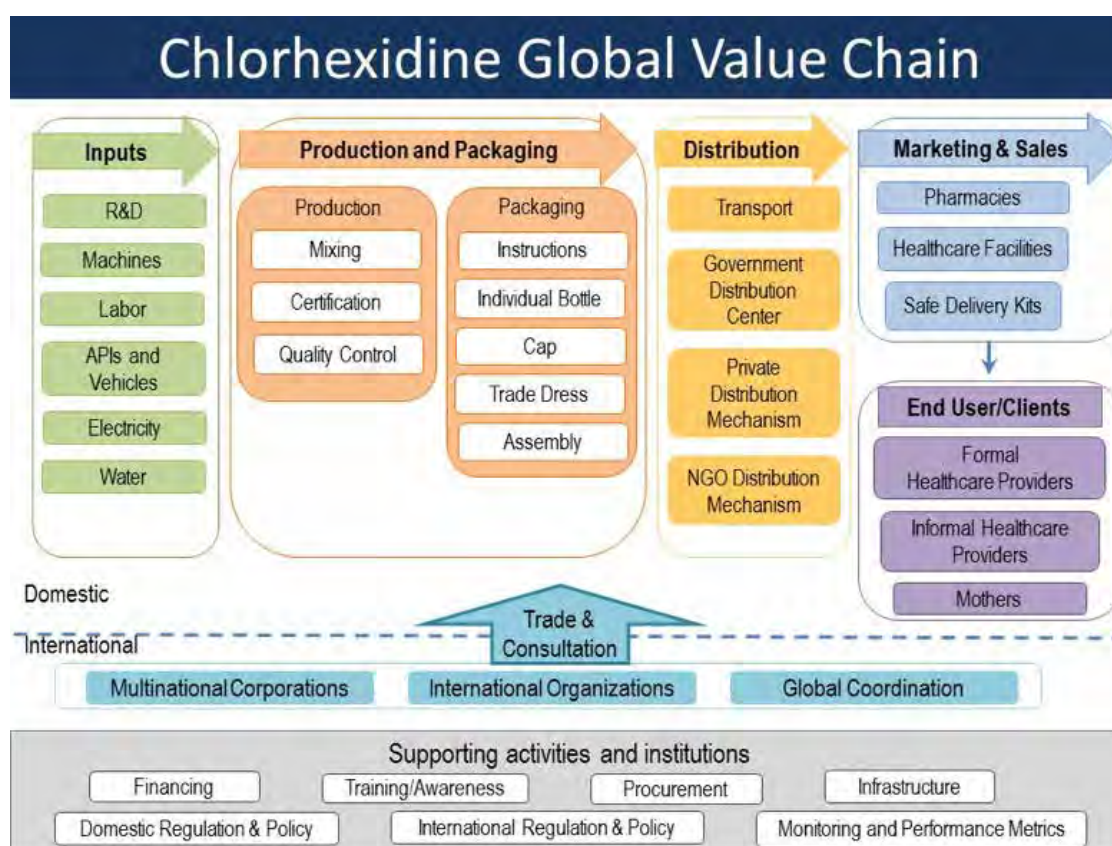 Chlorhexidine Global Value Chain
Inputs
R&D
Machines
Labor
APIs and
Vehicles
Electricity
Water
Production and Packaging
Production
Mixing
Certification
Quality Control
Packaging
Instructions
Individual Bottle
Cap
Trade Dress
Assembly
Distribution
Transport
Government
Distribution
Center
Private
Distribution
Mechanism
NGO Distribution
Mechanism
Marketing & Sales
Pharmacies
Healthcare Facilities
Safe Delivery Kits
End User/Clients
Formal
Healthcare Providers
Informal Healthcare
Providers
Mothers
Domestic
International
Trade &
Consultation
Multinational Corporations
International Organizations
Global Coordination
Supporting activities and institutions
Financing
Training/Awareness
Procurement
Infrastructure
Domestic Regulation & Policy
International Regulation & Policy
Monitoring and Performance Metrics